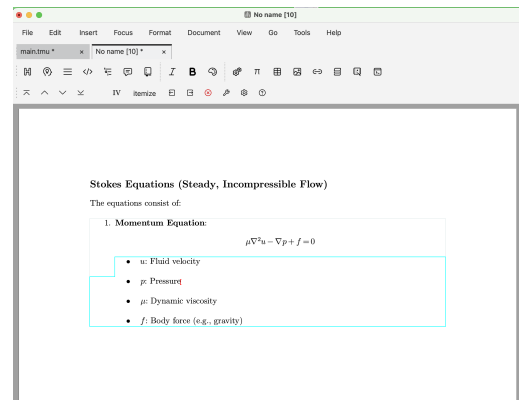 No name [10]
File Edit Insert Focus Format Document View Go Tools Help
main.tmu * × No name [10] * ×
I B π
IV itemize
Stokes Equations (Steady, Incompressible Flow)
The equations consist of:
1. Momentum Equation:
μ∇²u − ∇p + f = 0
• u: Fluid velocity
• p: Pressure
• μ: Dynamic viscosity
• f: Body force (e.g., gravity)